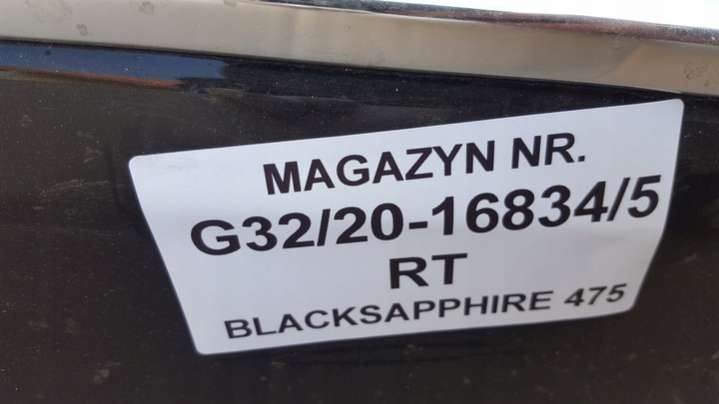 MAGAZYN NR.
G32/20-16834/5
RT
BLACKSAPPHIRE 475